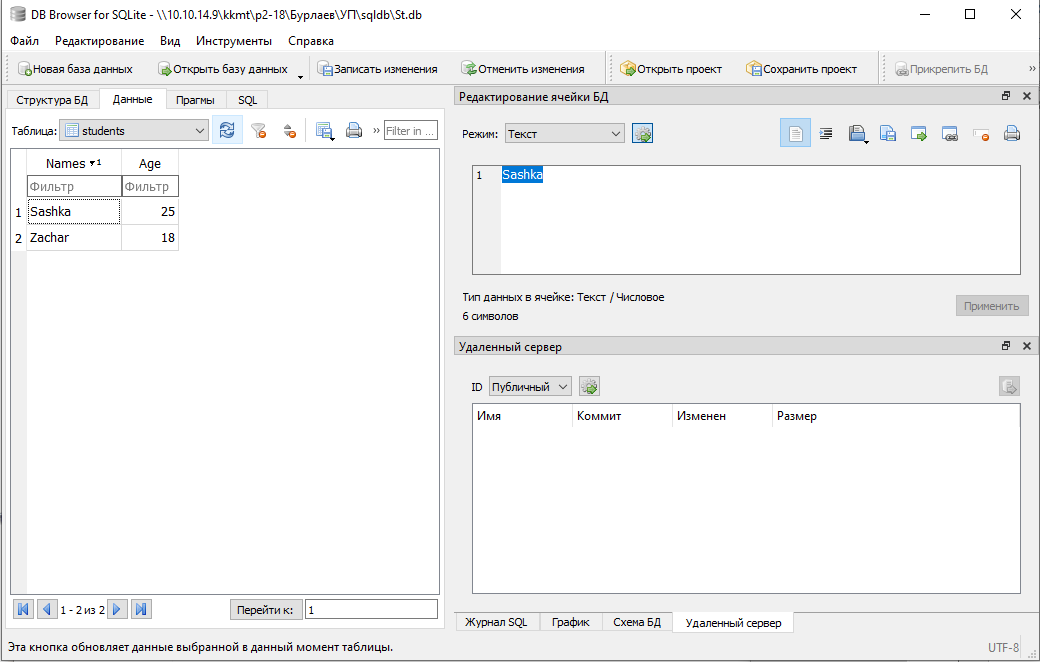 DB Browser for SQLite - \\10.10.14.9\kkmt\p2-18\Бурлаев\УП\sqldb\St.db
Файл Редактирование Вид Инструменты Справка
Новая база данных Открыть базу данных Записать изменения Отменить изменения Открыть проект Сохранить проект Прикрепить БД »
Структура БД Данные Прагмы SQL
Таблица: students » Filter in ...
Names 1 Age
Фильтр Фильтр
1 Sashka 25
2 Zachar 18
1 - 2 из 2 Перейти к: 1
Редактирование ячейки БД
Режим: Текст
1 Sashka
Тип данных в ячейке: Текст / Числовое
6 символов
Применить
Удаленный сервер
ID Публичный
Имя Коммит Изменен Размер
Журнал SQL График Схема БД Удаленный сервер
Эта кнопка обновляет данные выбранной в данный момент таблицы.
UTF-8